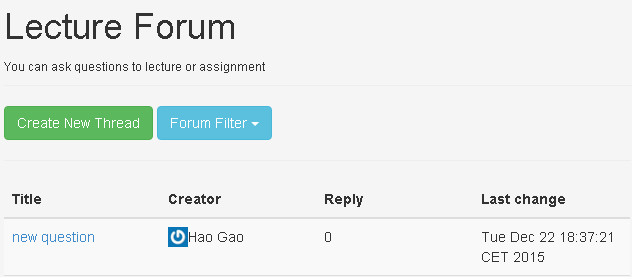 Lecture Forum
You can ask questions to lecture or assignment
Create New Thread Forum Filter
Title Creator Reply Last change
new question Hao Gao 0 Tue Dec 22 18:37:21
CET 2015